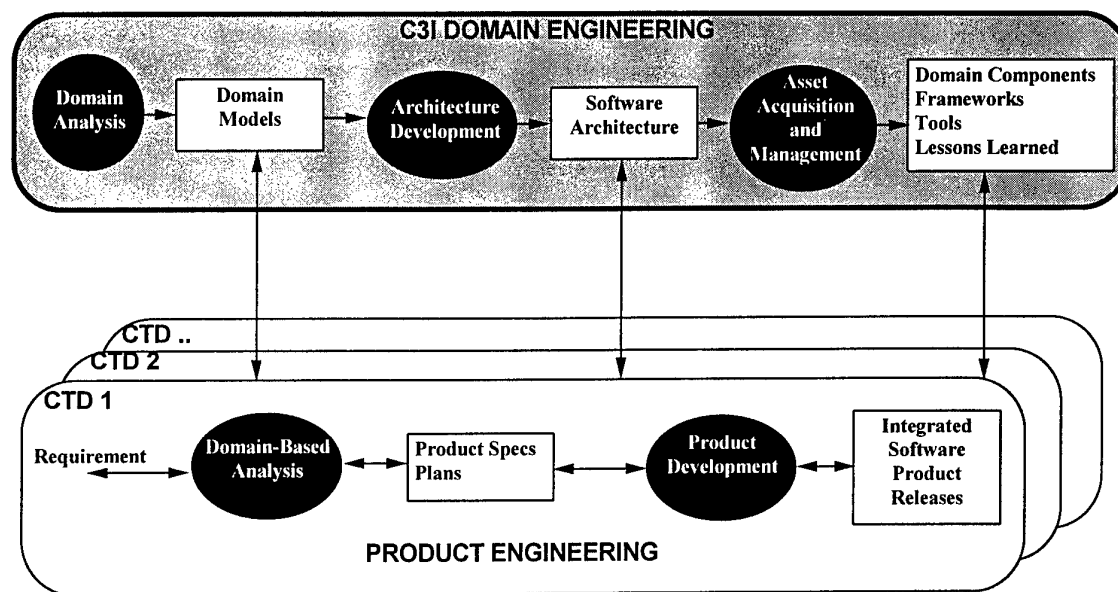 C3I DOMAIN ENGINEERING
Domain
Analysis
Domain
Models
Architecture
Development
Software
Architecture
Asset
Acquisition
and
Management
Domain Components
Frameworks
Tools
Lessons Learned
CTD ..
CTD 2
CTD 1
Requirement
Domain-Based
Analysis
Product Specs
Plans
Product
Development
Integrated
Software
Product
Releases
PRODUCT ENGINEERING